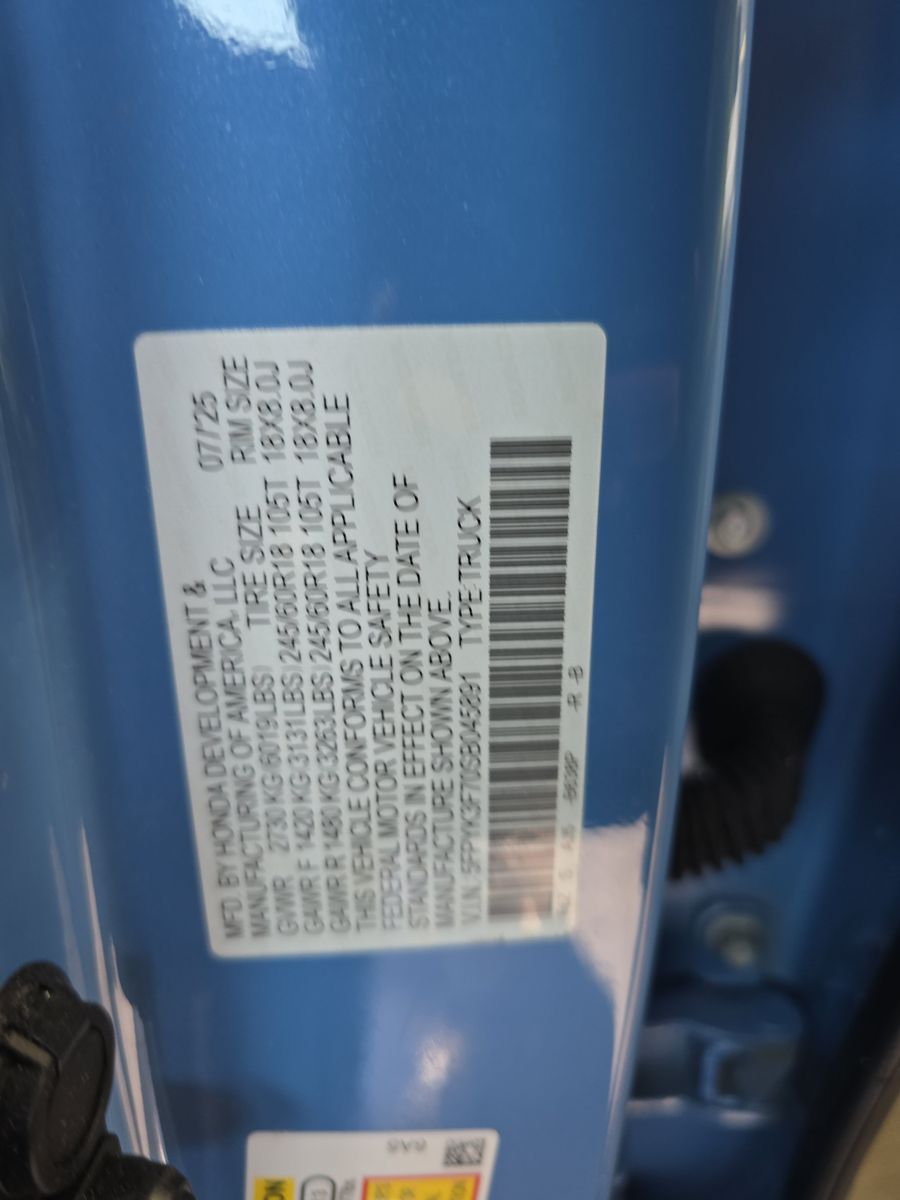 MFD. BY HONDA DEVELOPMENT & 07/25
MANUFACTURING OF AMERICA, LLC
GVWR 2730 KG (6019LBS) TIRE SIZE RIM SIZE
GAWR F 1420 KG (3131LBS) 245/60R18 105T 18X8.0J
GAWR R 1480 KG (3263LBS) 245/60R18 105T 18X8.0J
THIS VEHICLE CONFORMS TO ALL APPLICABLE
FEDERAL MOTOR VEHICLE SAFETY
STANDARDS IN EFFECT ON THE DATE OF
MANUFACTURE SHOWN ABOVE.
V.I.N.: 5FPYK3F70SB045891 TYPE:TRUCK
-R -B